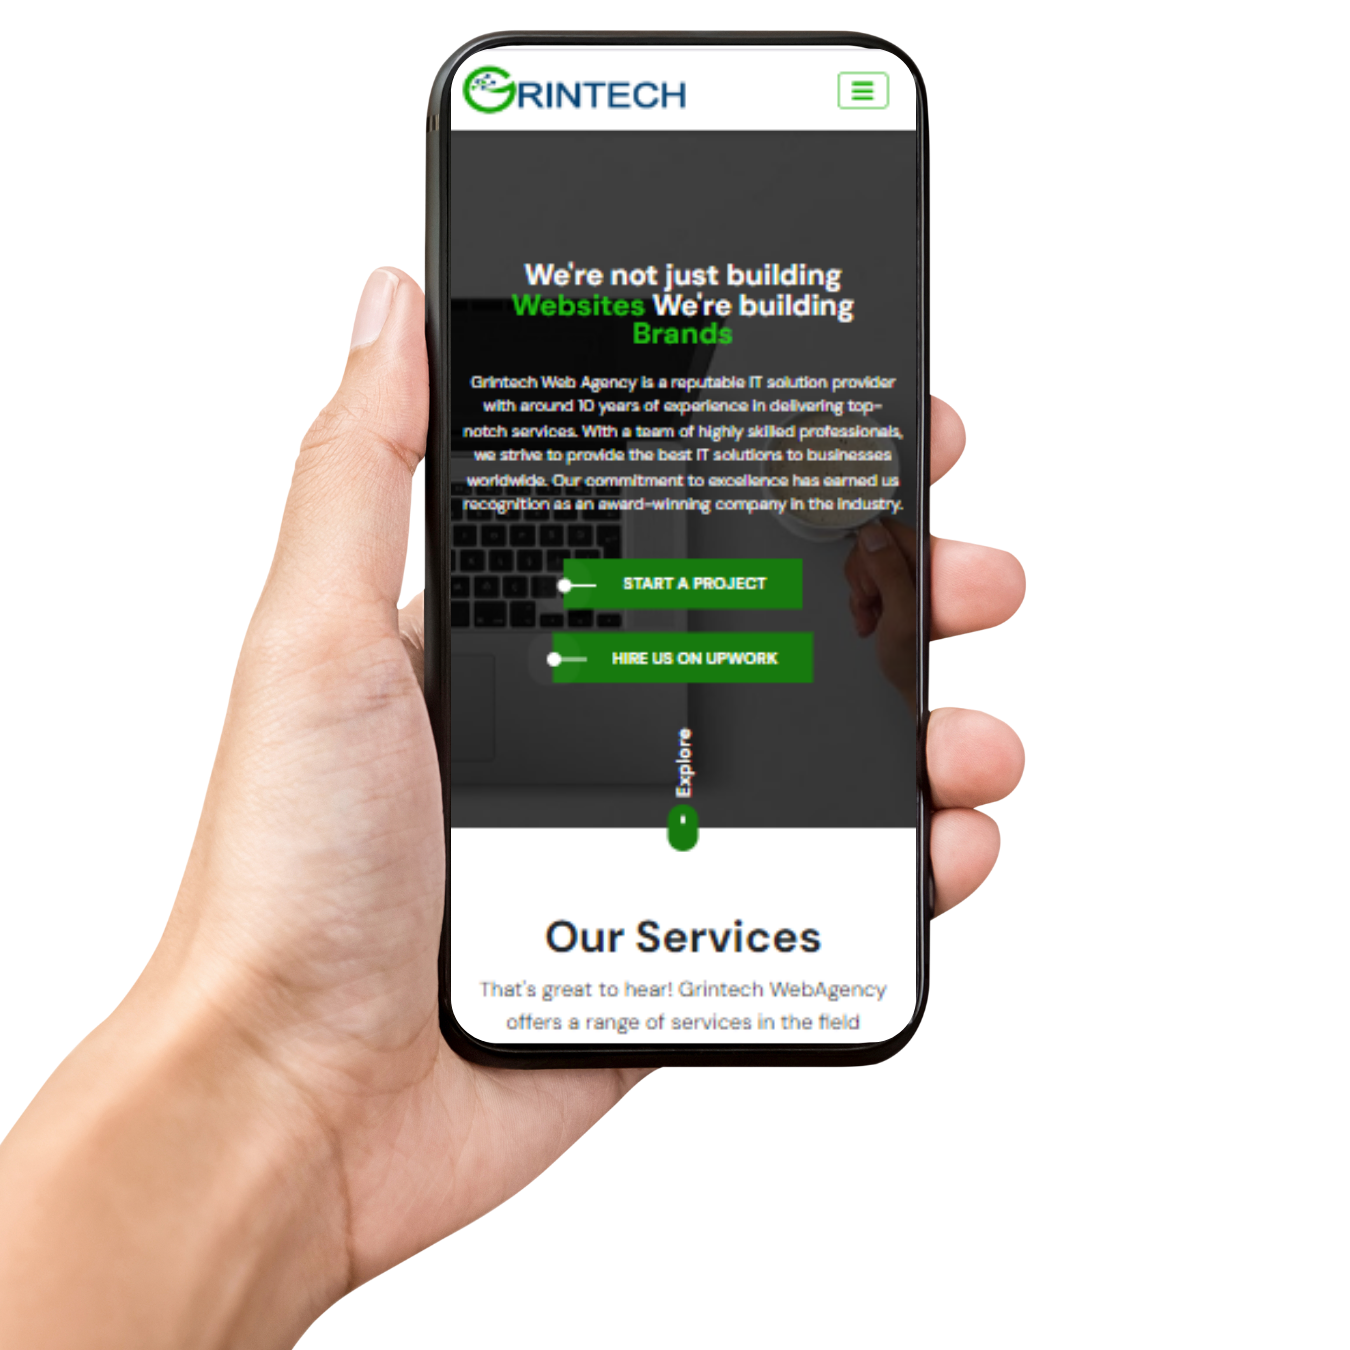 GRINTECH
We're not just building
Websites We're building
Brands
Grintech Web Agency is a reputable IT solution provider
with around 10 years of experience in delivering top-
notch services. With a team of highly skilled professionals,
we strive to provide the best IT solutions to businesses
worldwide. Our commitment to excellence has earned us
recognition as an award-winning company in the industry.
START A PROJECT
HIRE US ON UPWORK
Explore
Our Services
That's great to hear! Grintech WebAgency
offers a range of services in the field